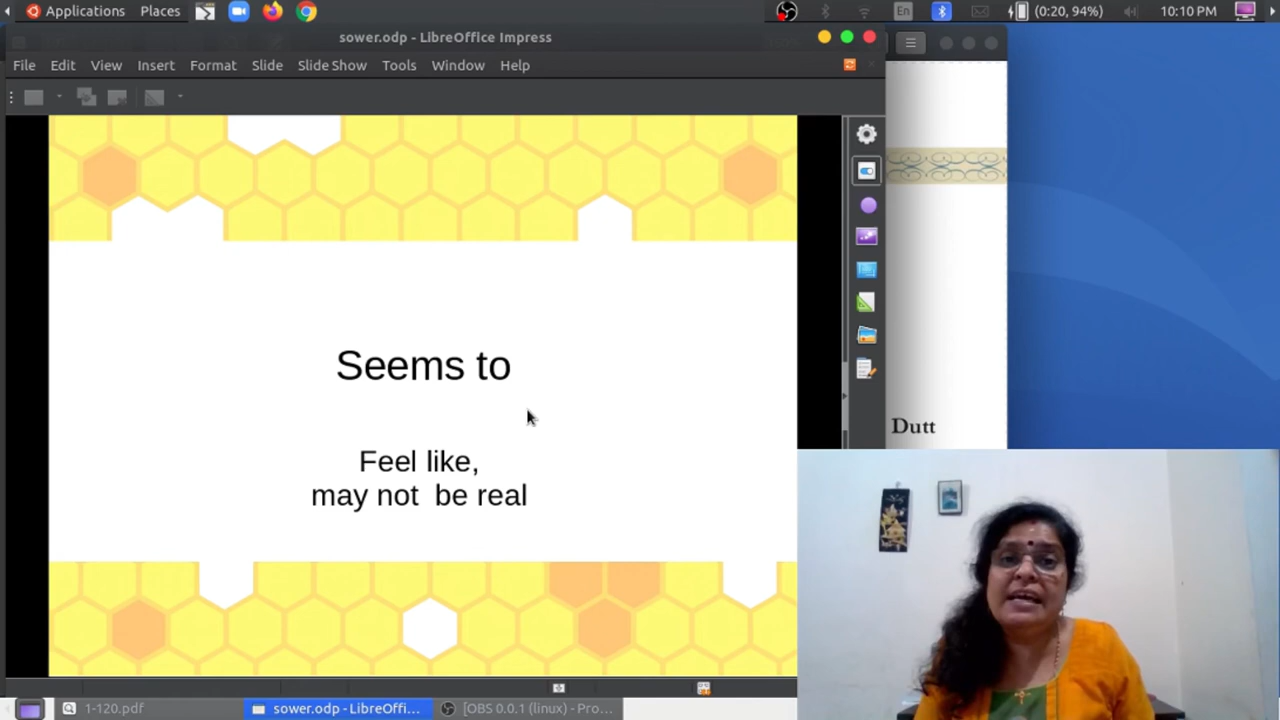 Applications Places En (0:20, 94%) 10:10 PM
sower.odp - LibreOffice Impress
File Edit View Insert Format Slide Slide Show Tools Window Help
Seems to
Feel like,
may not be real
Dutt
1-120.pdf sower.odp - LibreOffi... [OBS 0.0.1 (linux) - Pro...